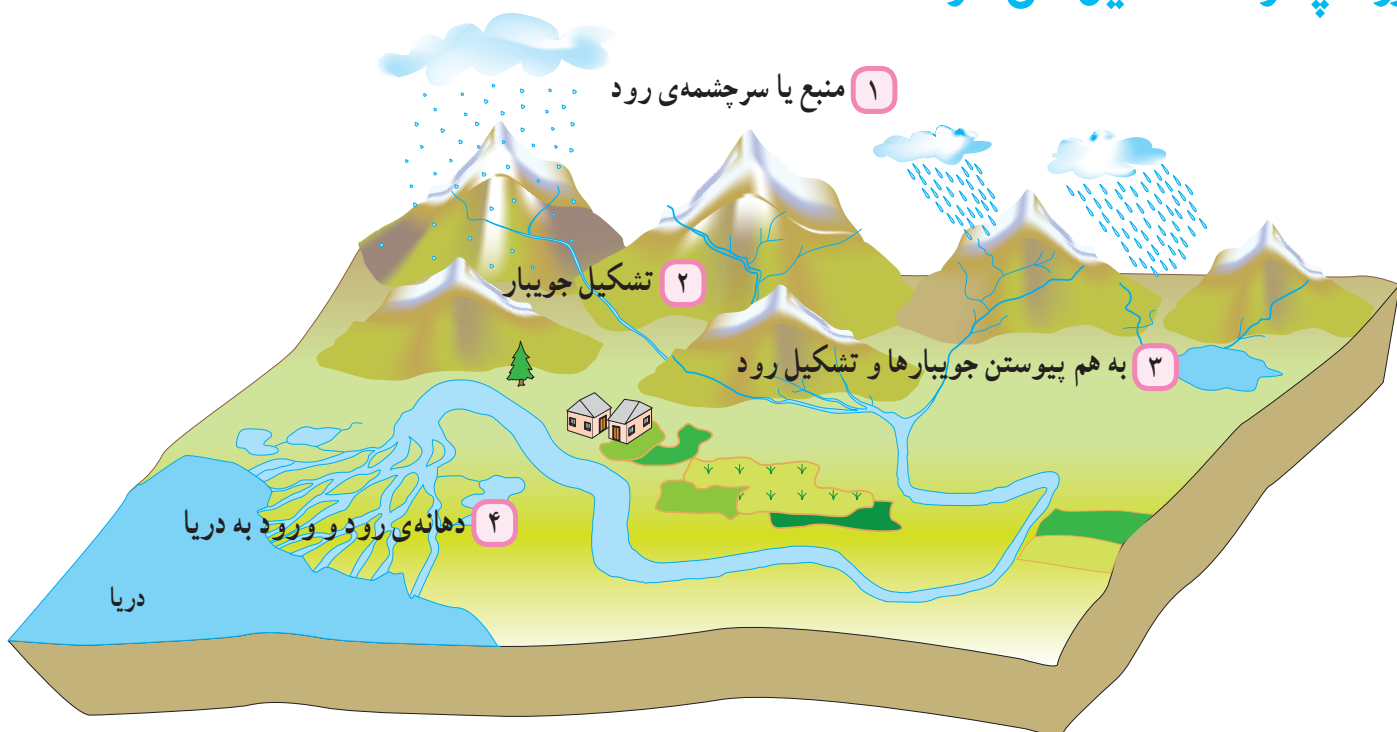 ۱ منبع یا سرچشمه‌ی رود
۲ تشکیل جویبار
۳ به هم پیوستن جویبارها و تشکیل رود
۴ دهانه‌ی رود و ورود به دریا
دریا